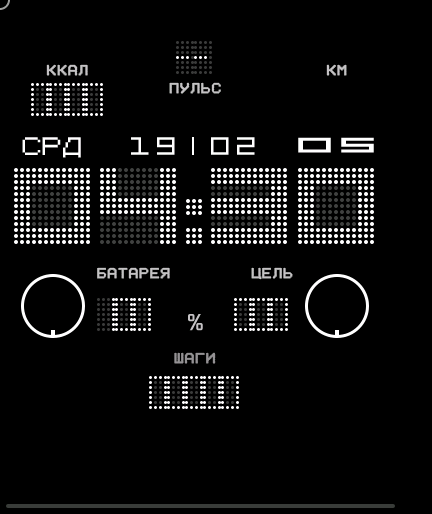 ККАЛ -- КМ
ПУЛЬС
СРД 19|02 05
04:30
БАТАРЕЯ ЦЕЛЬ
%
ШАГИ